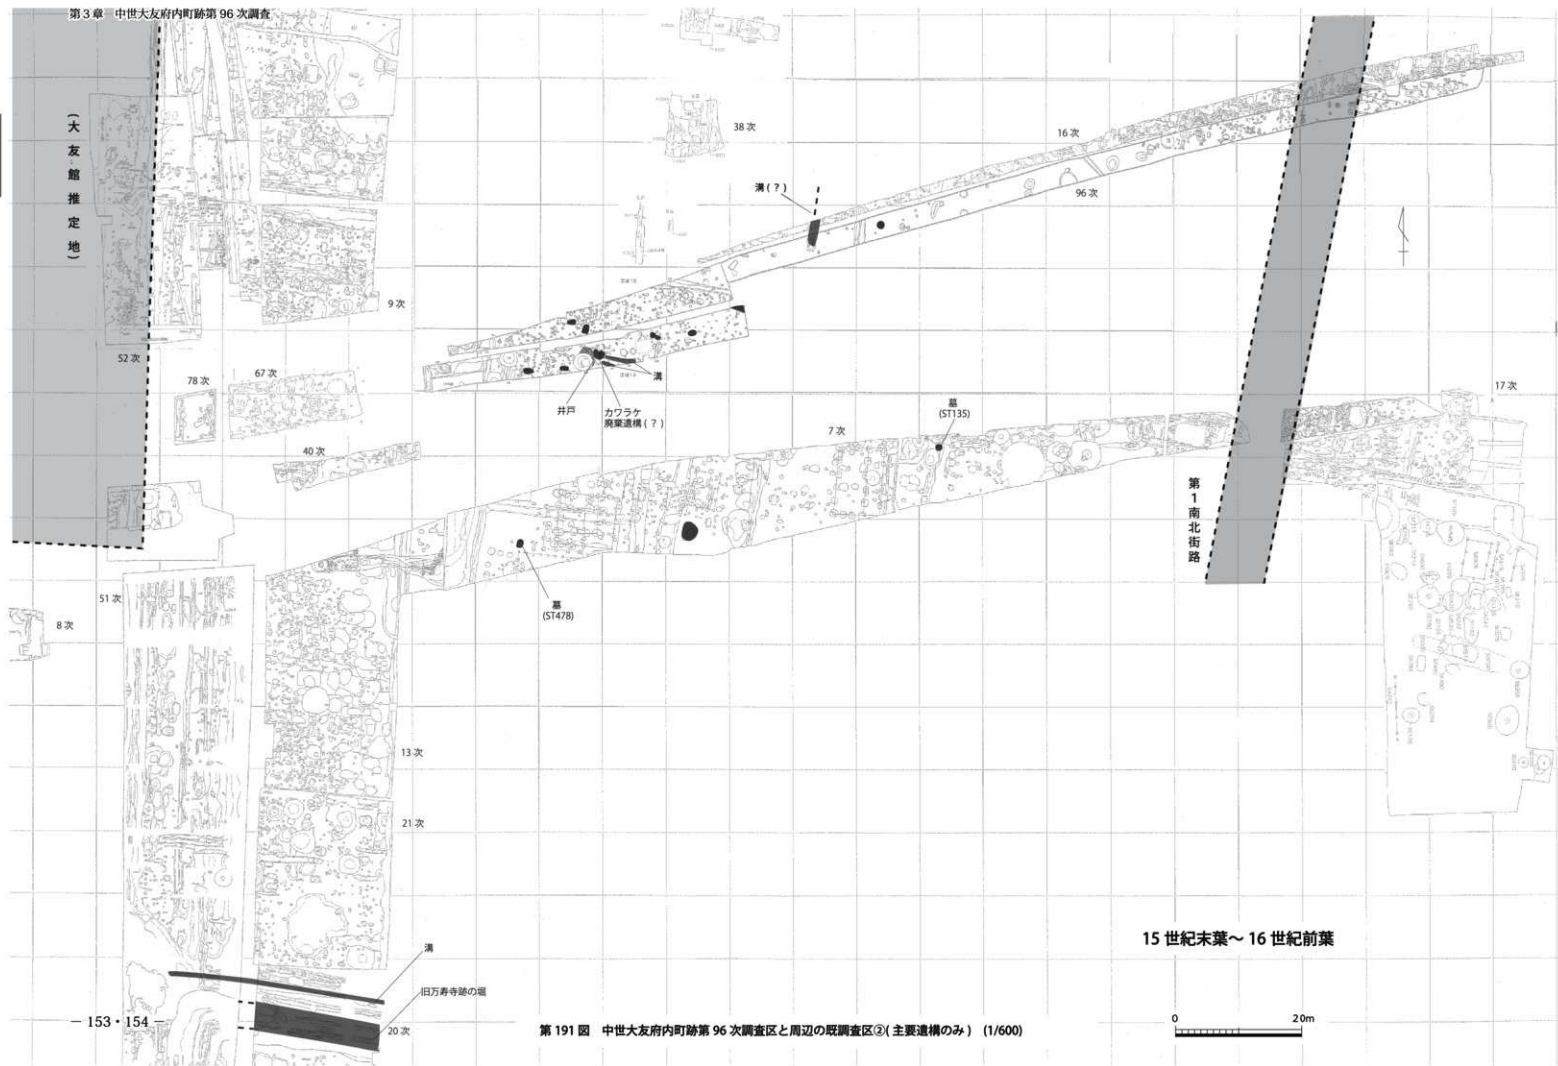 第3章　中世大友府内町跡第96次調査
（大友館推定地）
38次
16次
溝(？)
96次
9次
52次
78次
67次
井戸
カワラケ
廃棄遺構(？)
溝
墓
(ST135)
7次
17次
40次
第1南北街路
51次
8次
墓
(ST478)
13次
21次
溝
旧万寿寺跡の堀
20次
15世紀末葉～16世紀前葉
0　20m
― 153・154 ―
第191図　中世大友府内町跡第96次調査区と周辺の既調査区②(主要遺構のみ)　(1/600)